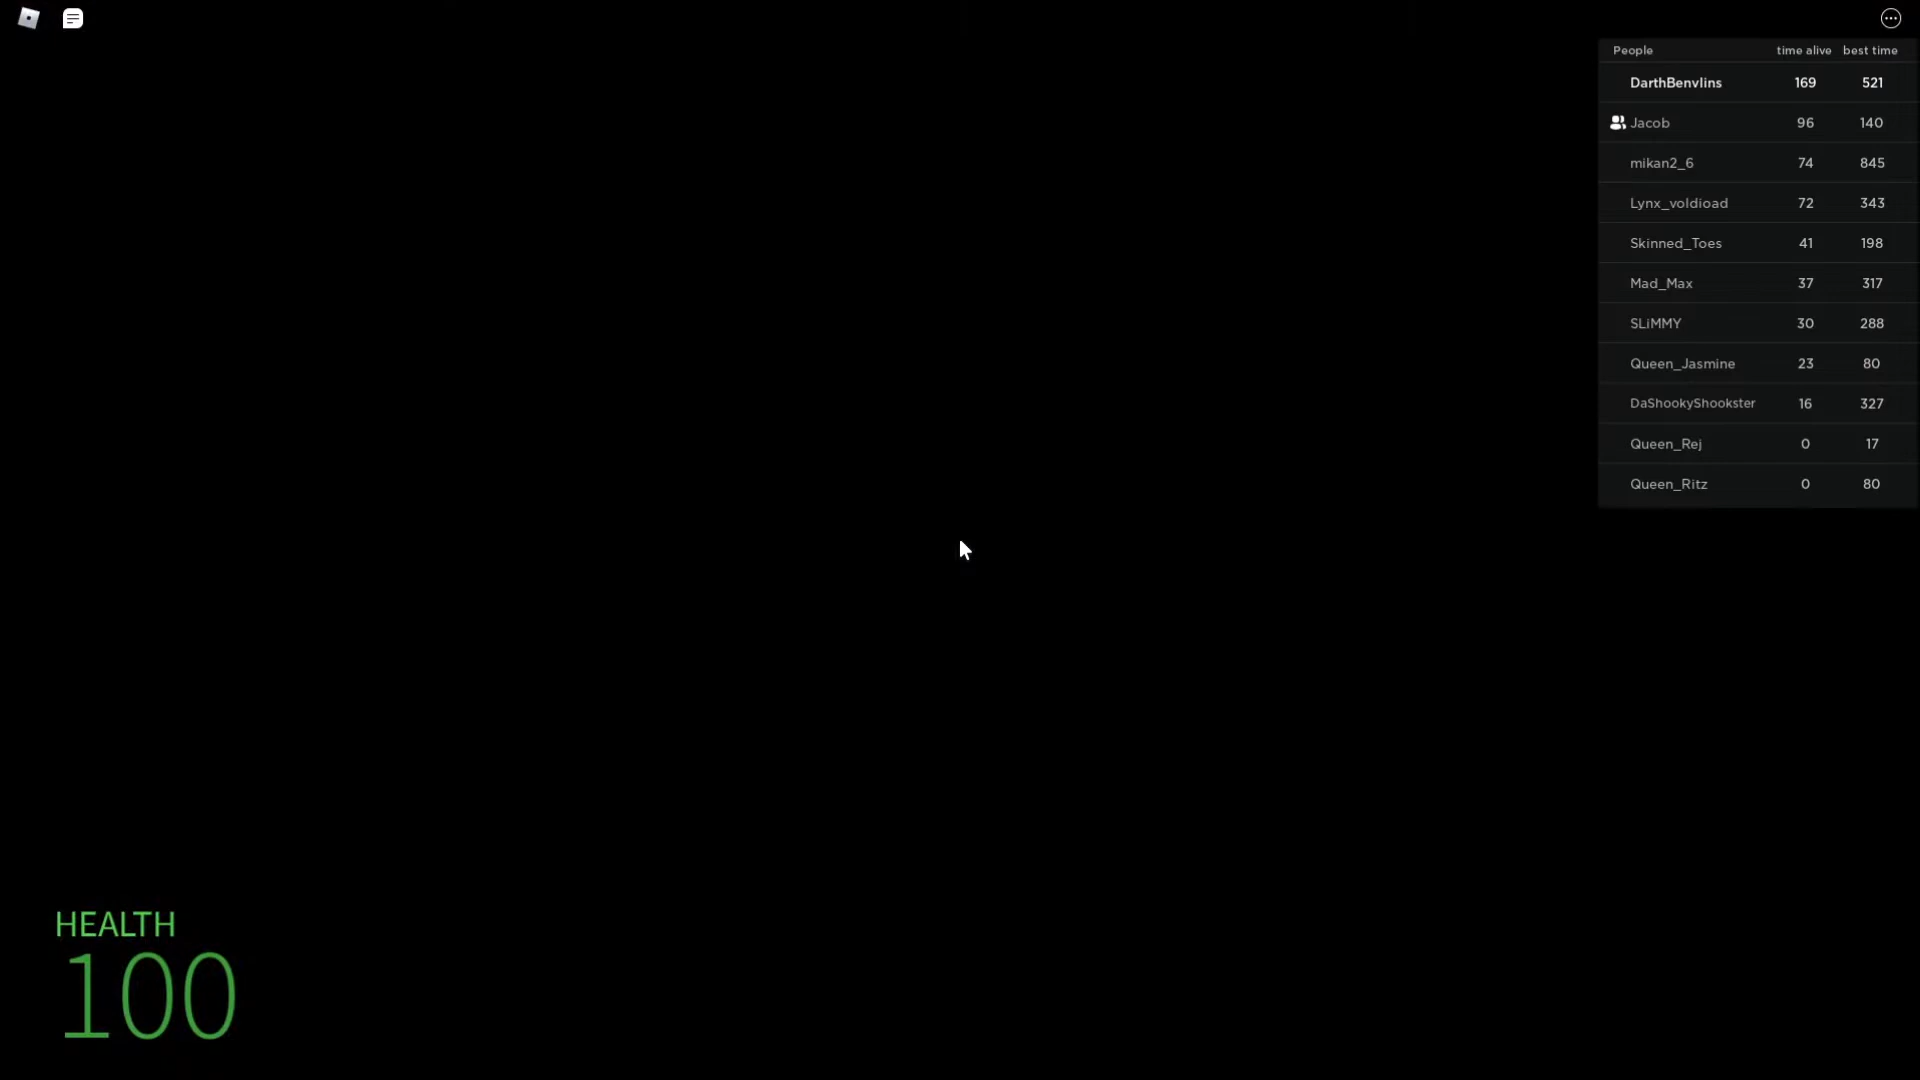 People time alive best time
DarthBenvlins 169 521
Jacob 96 140
mikan2_6 74 845
Lynx_voldioad 72 343
Skinned_Toes 41 198
Mad_Max 37 317
SLiMMY 30 288
Queen_Jasmine 23 80
DaShookyShookster 16 327
Queen_Rej 0 17
Queen_Ritz 0 80
HEALTH
100